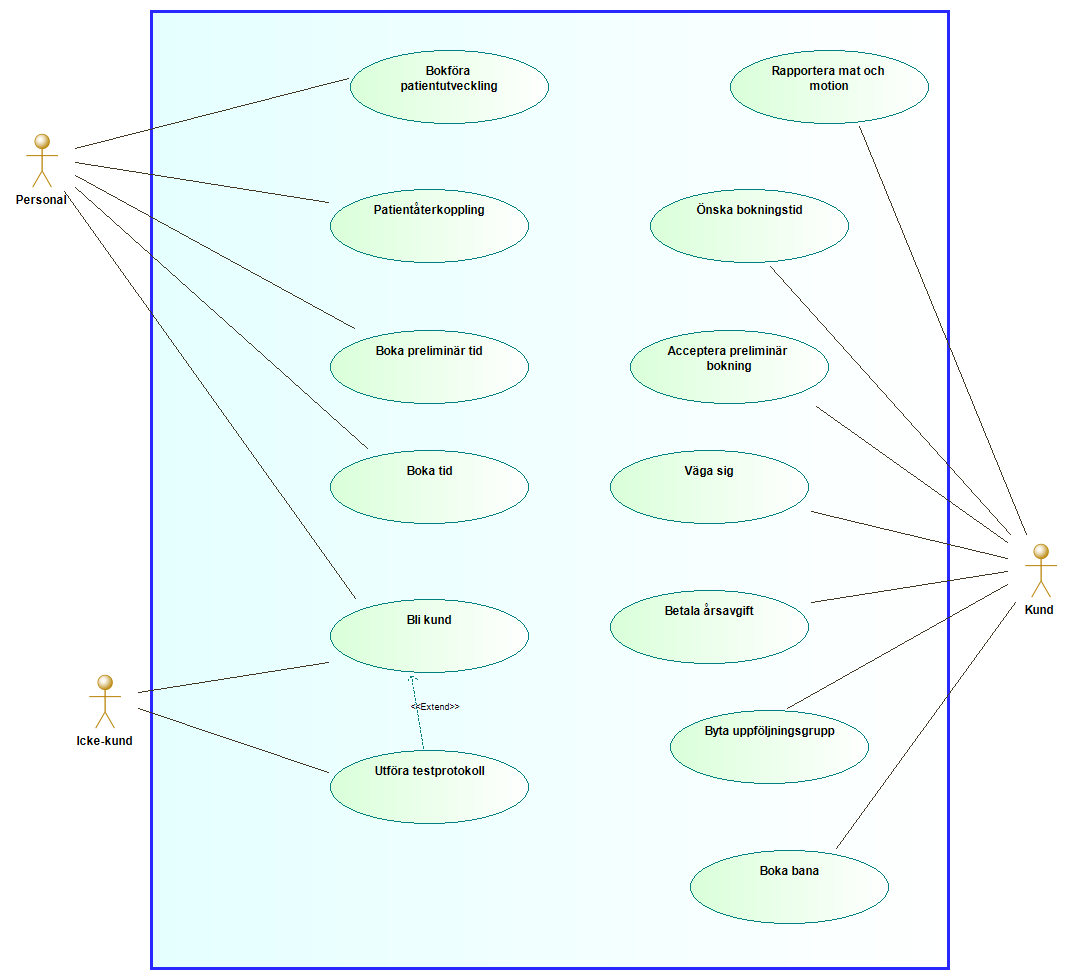 Bokföra
patientutveckling
Rapportera mat och
motion
Personal
Patientåterkoppling
Önska bokningstid
Boka preliminär tid
Acceptera preliminär
bokning
Boka tid
Väga sig
Bli kund
Betala årsavgift
Kund
<<Extend>>
Icke-kund
Byta uppföljningsgrupp
Utföra testprotokoll
Boka bana